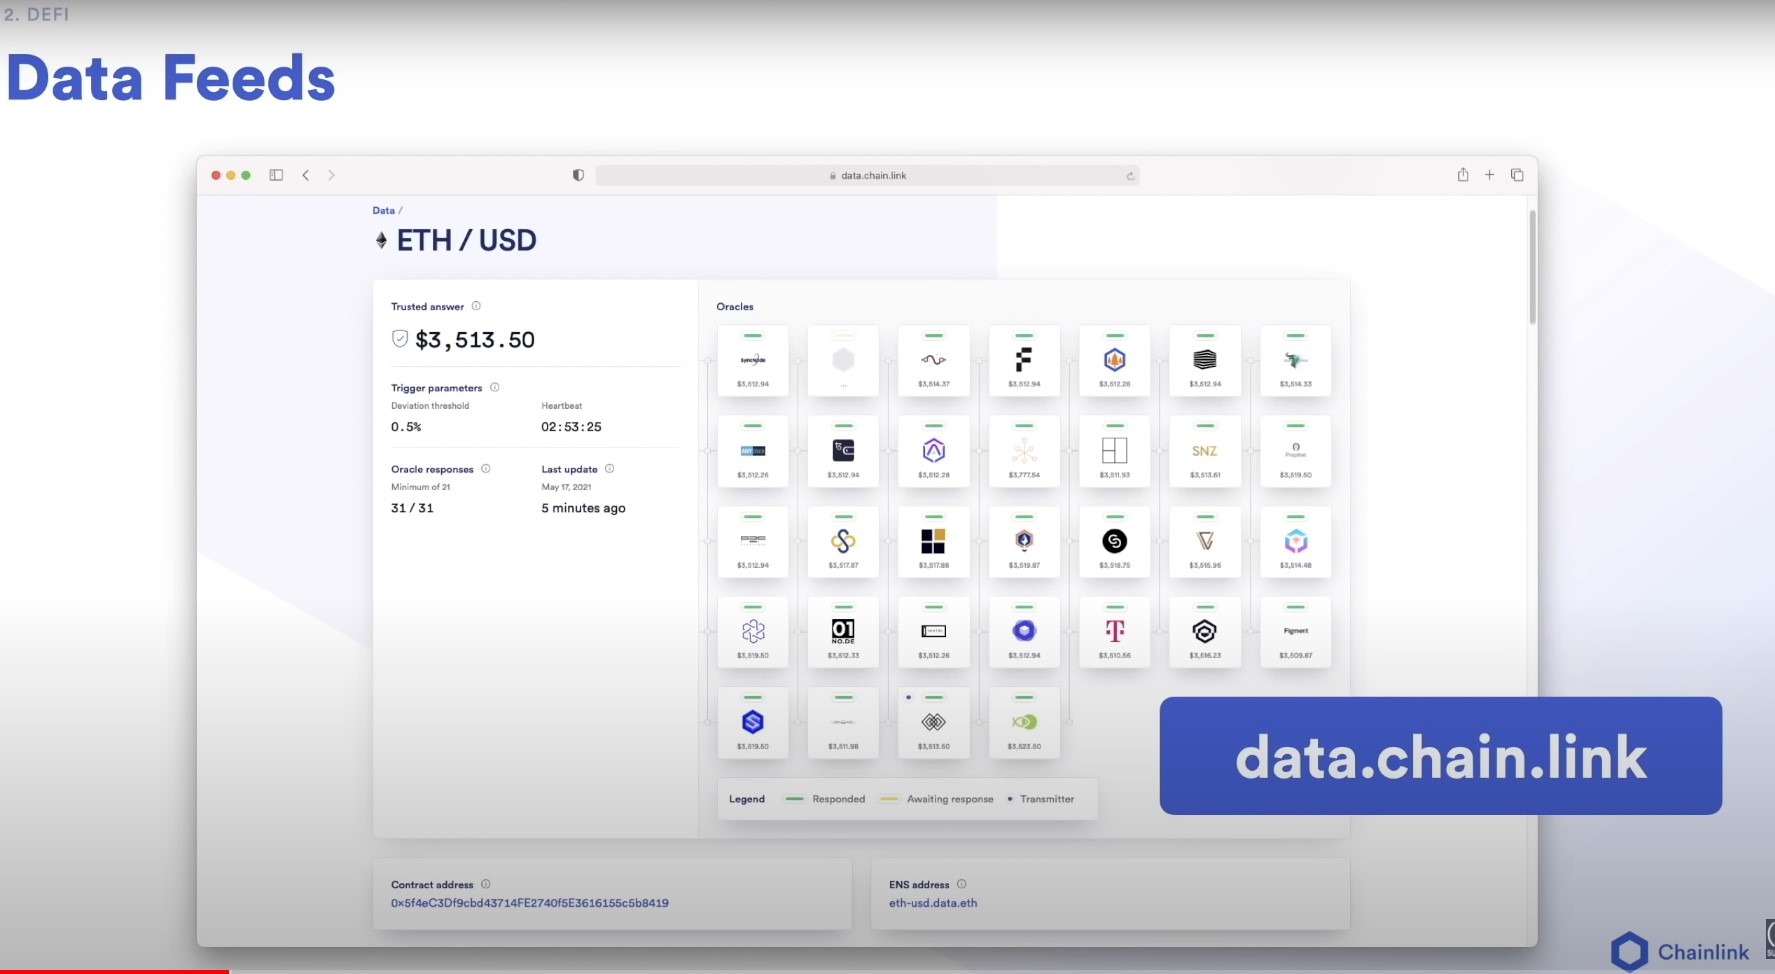 2. DEFI
Data Feeds
data.chain.link
Data /
ETH / USD
Trusted answer
$3,513.50
Trigger parameters
Deviation threshold
Heartbeat
0.5%
02:53:25
Oracle responses
Last update
Minimum of 21
May 17, 2021
31 / 31
5 minutes ago
Oracles
$3,512.94
...
$3,514.37
$3,512.94
$3,512.28
$3,512.94
$3,514.33
$3,512.26
$3,512.94
$3,512.28
$3,777.54
$3,511.93
SNZ
$3,513.61
$3,519.50
$3,512.94
$3,517.87
$3,517.88
$3,519.87
$3,518.75
$3,515.96
$3,514.48
$3,519.50
01
NO.DE
$3,512.33
$3,512.26
$3,512.94
T
$3,510.56
$3,516.23
Figment
$3,509.87
$3,519.50
$3,511.98
$3,513.50
$3,523.50
Legend
Responded
Awaiting response
Transmitter
data.chain.link
Contract address
0x5f4eC3Df9cbd43714FE2740f5E3616155c5b8419
ENS address
eth-usd.data.eth
Chainlink